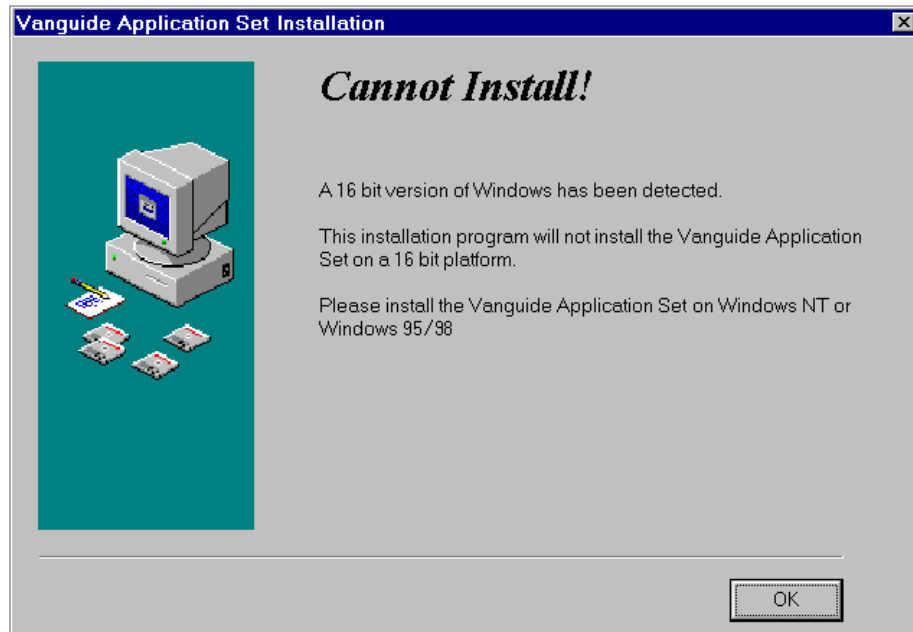 Vanguide Application Set Installation
Cannot Install!
A 16 bit version of Windows has been detected.
This installation program will not install the Vanguide Application
Set on a 16 bit platform.
Please install the Vanguide Application Set on Windows NT or
Windows 95/98
OK